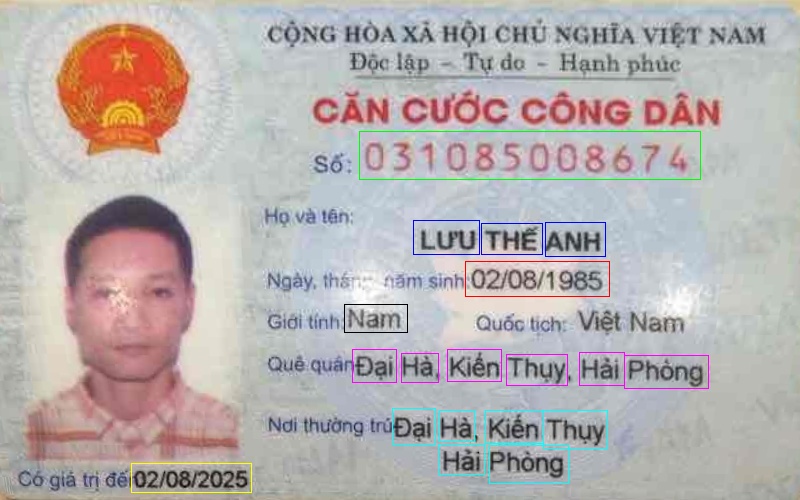 CỘNG HÒA XÃ HỘI CHỦ NGHĨA VIỆT NAM
Độc lập - Tự do - Hạnh phúc
CĂN CƯỚC CÔNG DÂN
Số: 031085008674
Họ và tên:
LƯU THẾ ANH
Ngày, tháng, năm sinh: 02/08/1985
Giới tính: Nam Quốc tịch: Việt Nam
Quê quán: Đại Hà, Kiến Thụy, Hải Phòng
Nơi thường trú: Đại Hà, Kiến Thụy
Hải Phòng
Có giá trị đến: 02/08/2025